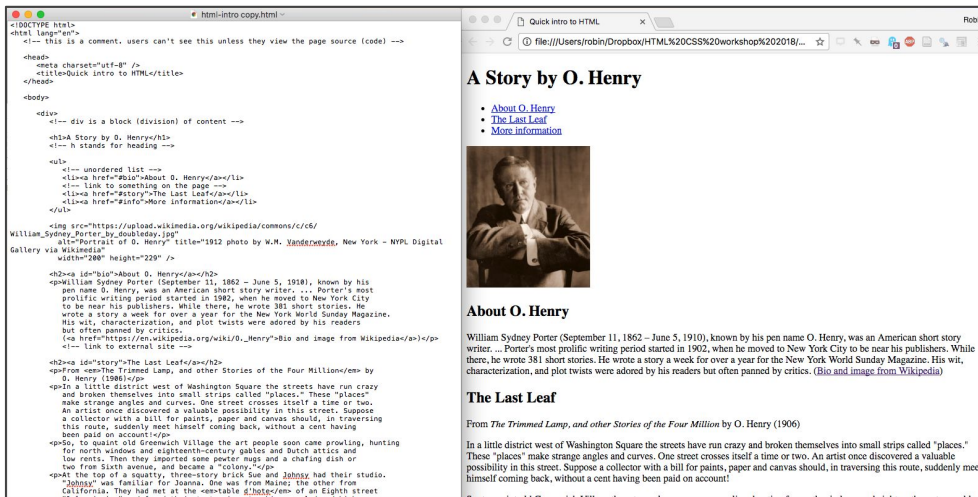 html-intro copy.html
<!DOCTYPE html>
<html lang="en">
<!-- this is a comment. users can't see this unless they view the page source (code) -->
<head>
<meta charset="utf-8" />
<title>Quick intro to HTML</title>
</head>
<body>
<div>
<!-- div is a block (division) of content -->
<h1>A Story by O. Henry</h1>
<!-- h stands for heading -->
<ul>
<!-- unordered list -->
<li><a href="#bio">About O. Henry</a></li>
<!-- link to something on the page -->
<li><a href="#story">The Last Leaf</a></li>
<li><a href="#info">More information</a></li>
</ul>
<img src="https://upload.wikimedia.org/wikipedia/commons/c/c6/
William_Sydney_Porter_by_doubleday.jpg"
alt="Portrait of O. Henry" title="1912 photo by W.M. Vanderweyde, New York - NYPL Digital
Gallery via Wikimedia"
width="200" height="229" />
<h2><a id="bio">About O. Henry</a></h2>
<p>William Sydney Porter (September 11, 1862 – June 5, 1910), known by his
pen name O. Henry, was an American short story writer. ... Porter's most
prolific writing period started in 1902, when he moved to New York City
to be near his publishers. While there, he wrote 381 short stories. He
wrote a story a week for over a year for the New York World Sunday Magazine.
His wit, characterization, and plot twists were adored by his readers
but often panned by critics.
(<a href="https://en.wikipedia.org/wiki/O._Henry">Bio and image from Wikipedia</a>)</p>
<!-- link to external site -->
<h2><a id="story">The Last Leaf</a></h2>
<p>From <em>The Trimmed Lamp, and other Stories of the Four Million</em> by
O. Henry (1906)</p>
<p>In a little district west of Washington Square the streets have run crazy
and broken themselves into small strips called "places." These "places"
make strange angles and curves. One street crosses itself a time or two.
An artist once discovered a valuable possibility in this street. Suppose
a collector with a bill for paints, paper and canvas should, in traversing
this route, suddenly meet himself coming back, without a cent having
been paid on account!</p>
<p>So, to quaint old Greenwich Village the art people soon came prowling, hunting
for north windows and eighteenth-century gables and Dutch attics and
low rents. Then they imported some pewter mugs and a chafing dish or
two from Sixth avenue, and became a "colony."</p>
<p>At the top of a squatty, three-story brick Sue and Johnsy had their studio.
"Johnsy" was familiar for Joanna. One was from Maine; the other from
California. They had met at the <em>table d'hote</em> of an Eighth Street
Quick intro to HTML
Robi
file:///Users/robin/Dropbox/HTML%20CSS%20workshop%202018/...
A Story by O. Henry
About O. Henry
The Last Leaf
More information
About O. Henry
William Sydney Porter (September 11, 1862 – June 5, 1910), known by his pen name O. Henry, was an American short story
writer. ... Porter's most prolific writing period started in 1902, when he moved to New York City to be near his publishers. While
there, he wrote 381 short stories. He wrote a story a week for over a year for the New York World Sunday Magazine. His wit,
characterization, and plot twists were adored by his readers but often panned by critics. (Bio and image from Wikipedia)
The Last Leaf
From The Trimmed Lamp, and other Stories of the Four Million by O. Henry (1906)
In a little district west of Washington Square the streets have run crazy and broken themselves into small strips called "places."
These "places" make strange angles and curves. One street crosses itself a time or two. An artist once discovered a valuable
possibility in this street. Suppose a collector with a bill for paints, paper and canvas should, in traversing this route, suddenly mee
himself coming back, without a cent having been paid on account!